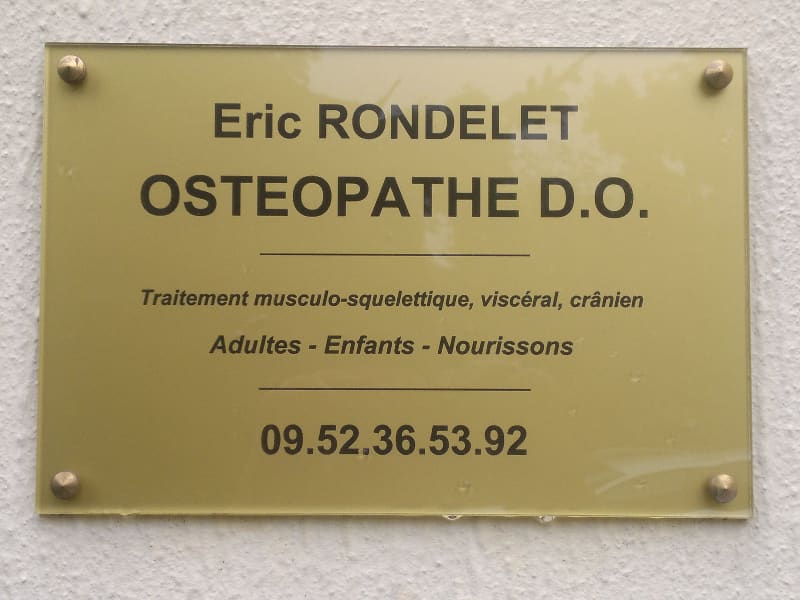 Eric RONDELET
OSTEOPATHE D.O.
Traitement musculo-squelettique, viscéral, crânien
Adultes - Enfants - Nourissons
09.52.36.53.92